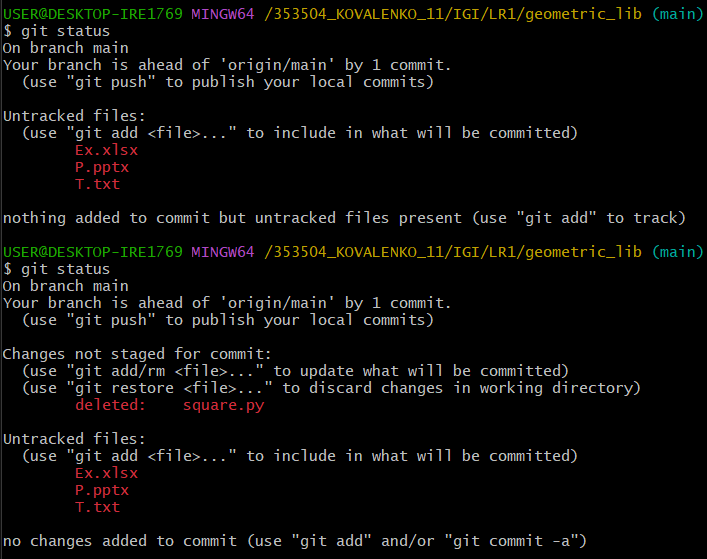 USER@DESKTOP-IRE1769 MINGW64 /353504_KOVALENKO_11/IGI/LR1/geometric_lib (main)
$ git status
On branch main
Your branch is ahead of 'origin/main' by 1 commit.
  (use "git push" to publish your local commits)

Untracked files:
  (use "git add <file>..." to include in what will be committed)
        Ex.xlsx
        P.pptx
        T.txt

nothing added to commit but untracked files present (use "git add" to track)

USER@DESKTOP-IRE1769 MINGW64 /353504_KOVALENKO_11/IGI/LR1/geometric_lib (main)
$ git status
On branch main
Your branch is ahead of 'origin/main' by 1 commit.
  (use "git push" to publish your local commits)

Changes not staged for commit:
  (use "git add/rm <file>..." to update what will be committed)
  (use "git restore <file>..." to discard changes in working directory)
        deleted:    square.py

Untracked files:
  (use "git add <file>..." to include in what will be committed)
        Ex.xlsx
        P.pptx
        T.txt

no changes added to commit (use "git add" and/or "git commit -a")